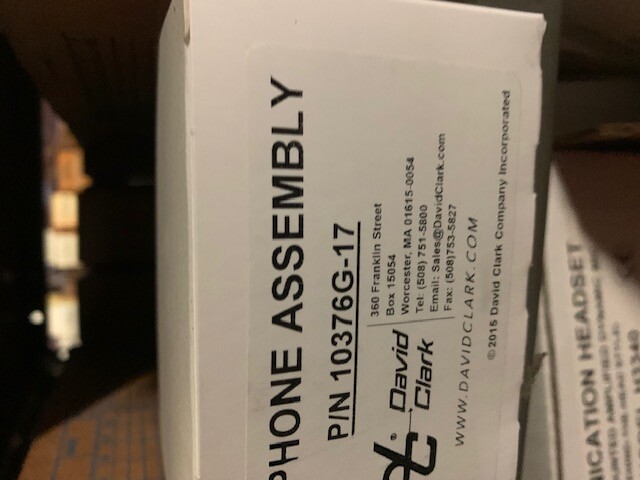 PHONE ASSEMBLY
P/N 10376G-17
David
Clark
360 Franklin Street
Box 15054
Worcester, MA 01615-0054
Tel: (508) 751-5800
Email: Sales@DavidClark.com
Fax: (508)753-5827
WWW.DAVIDCLARK.COM
©2015 David Clark Company Incorporated
ICATION HEADSET